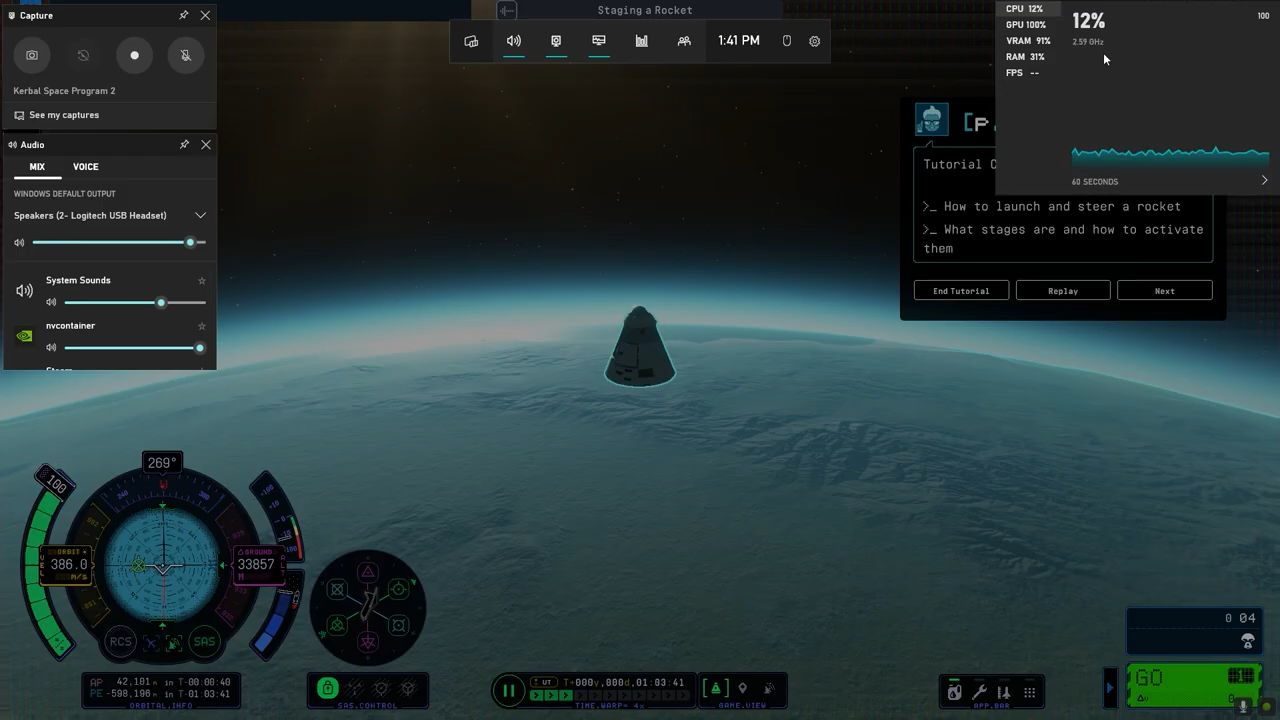 Capture
Kerbal Space Program 2
See my captures
Audio
MIX
VOICE
WINDOWS DEFAULT OUTPUT
Speakers (2- Logitech USB Headset)
System Sounds
nvcontainer
Staging a Rocket
1:41 PM
CPU 12%
GPU 100%
VRAM 91%
RAM 31%
FPS --
12%
2.59 GHz
100
60 SECONDS
Tutorial C
>_ How to launch and steer a rocket
>_ What stages are and how to activate
them
End Tutorial
Replay
Next
269°
100
ORBIT
386.0
M/S
GROUND
33857
M
RCS
SAS
AP 42,101m in T-00:00:40
PE -598,196m in T-01:03:41
ORBITAL.INFO
SAS.CONTROL
UT T+000y,000d,01:03:41
TIME.WARP= 4x
GAME.VIEW
APP.BAR
0 04
GO